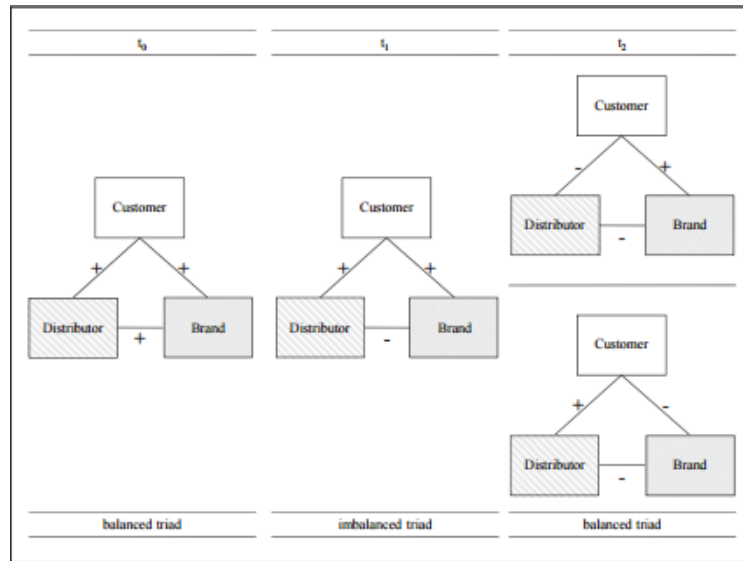 t0
Customer
+ +
Distributor
Brand
+
balanced triad
t1
Customer
+ +
Distributor
Brand
-
imbalanced triad
t2
Customer
- +
Distributor
Brand
-
Customer
+ -
Distributor
Brand
-
balanced triad